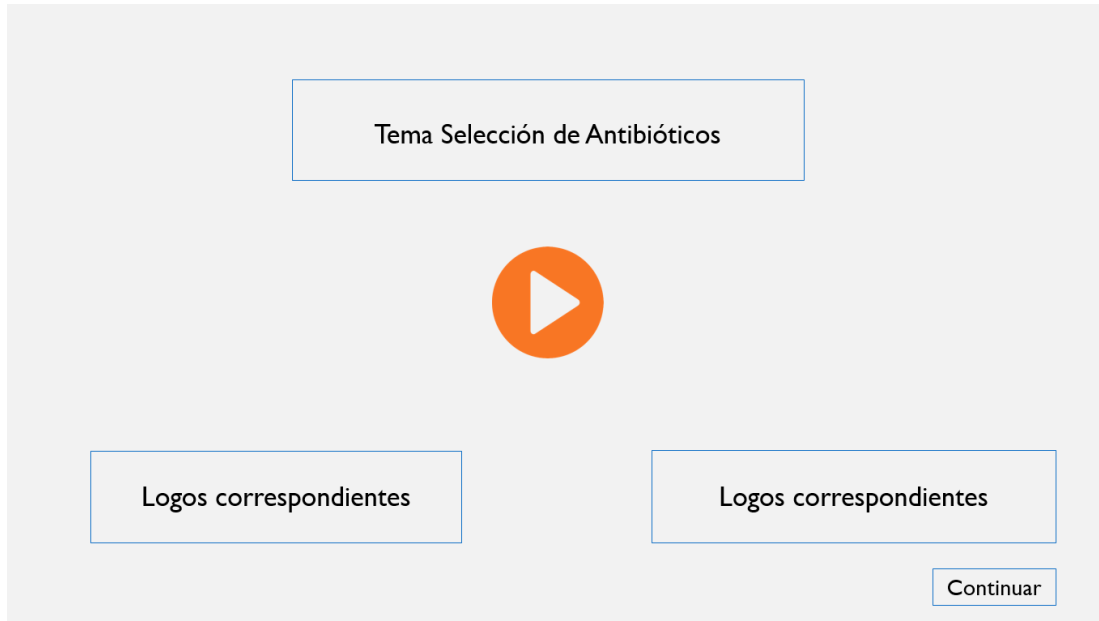 Tema Selección de Antibióticos
Logos correspondientes
Logos correspondientes
Continuar